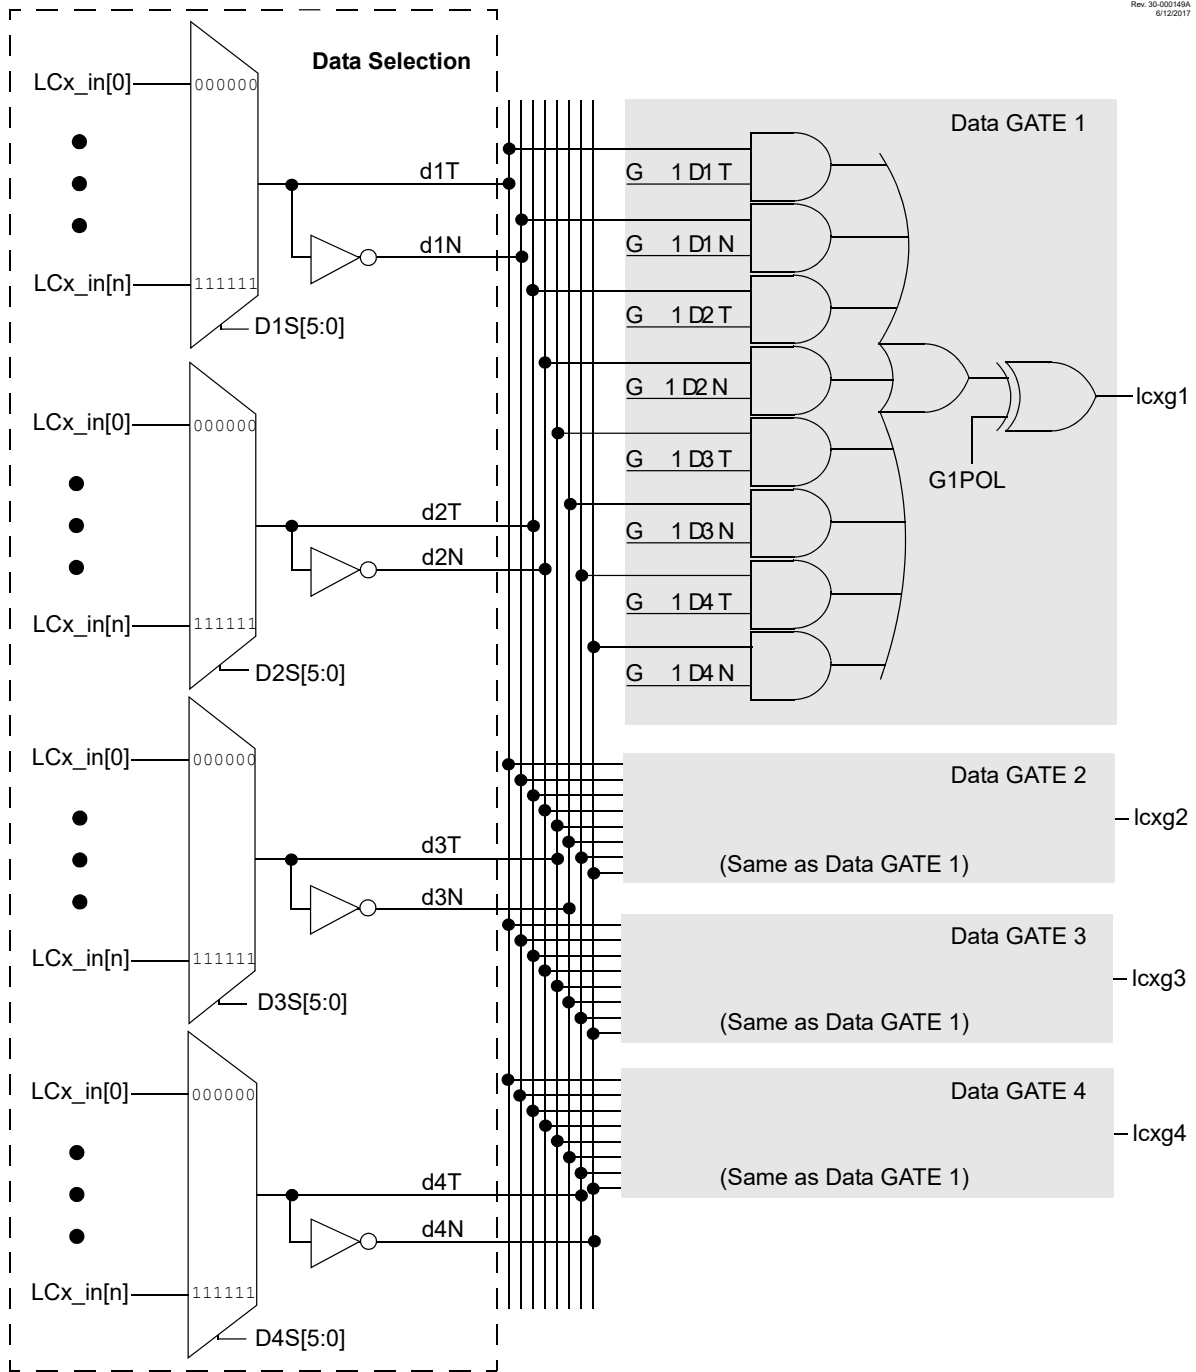 Rev. 30-000149A
6/12/2017
Data Selection
LCx_in[0]
000000
d1T
d1N
LCx_in[n]
111111
D1S[5:0]
LCx_in[0]
000000
d2T
d2N
LCx_in[n]
111111
D2S[5:0]
LCx_in[0]
000000
d3T
d3N
LCx_in[n]
111111
D3S[5:0]
LCx_in[0]
000000
d4T
d4N
LCx_in[n]
111111
D4S[5:0]
Data GATE 1
G 1 D1 T
G 1 D1 N
G 1 D2 T
G 1 D2 N
G 1 D3 T
G 1 D3 N
G 1 D4 T
G 1 D4 N
G1POL
lcxg1
Data GATE 2
(Same as Data GATE 1)
lcxg2
Data GATE 3
(Same as Data GATE 1)
lcxg3
Data GATE 4
(Same as Data GATE 1)
lcxg4